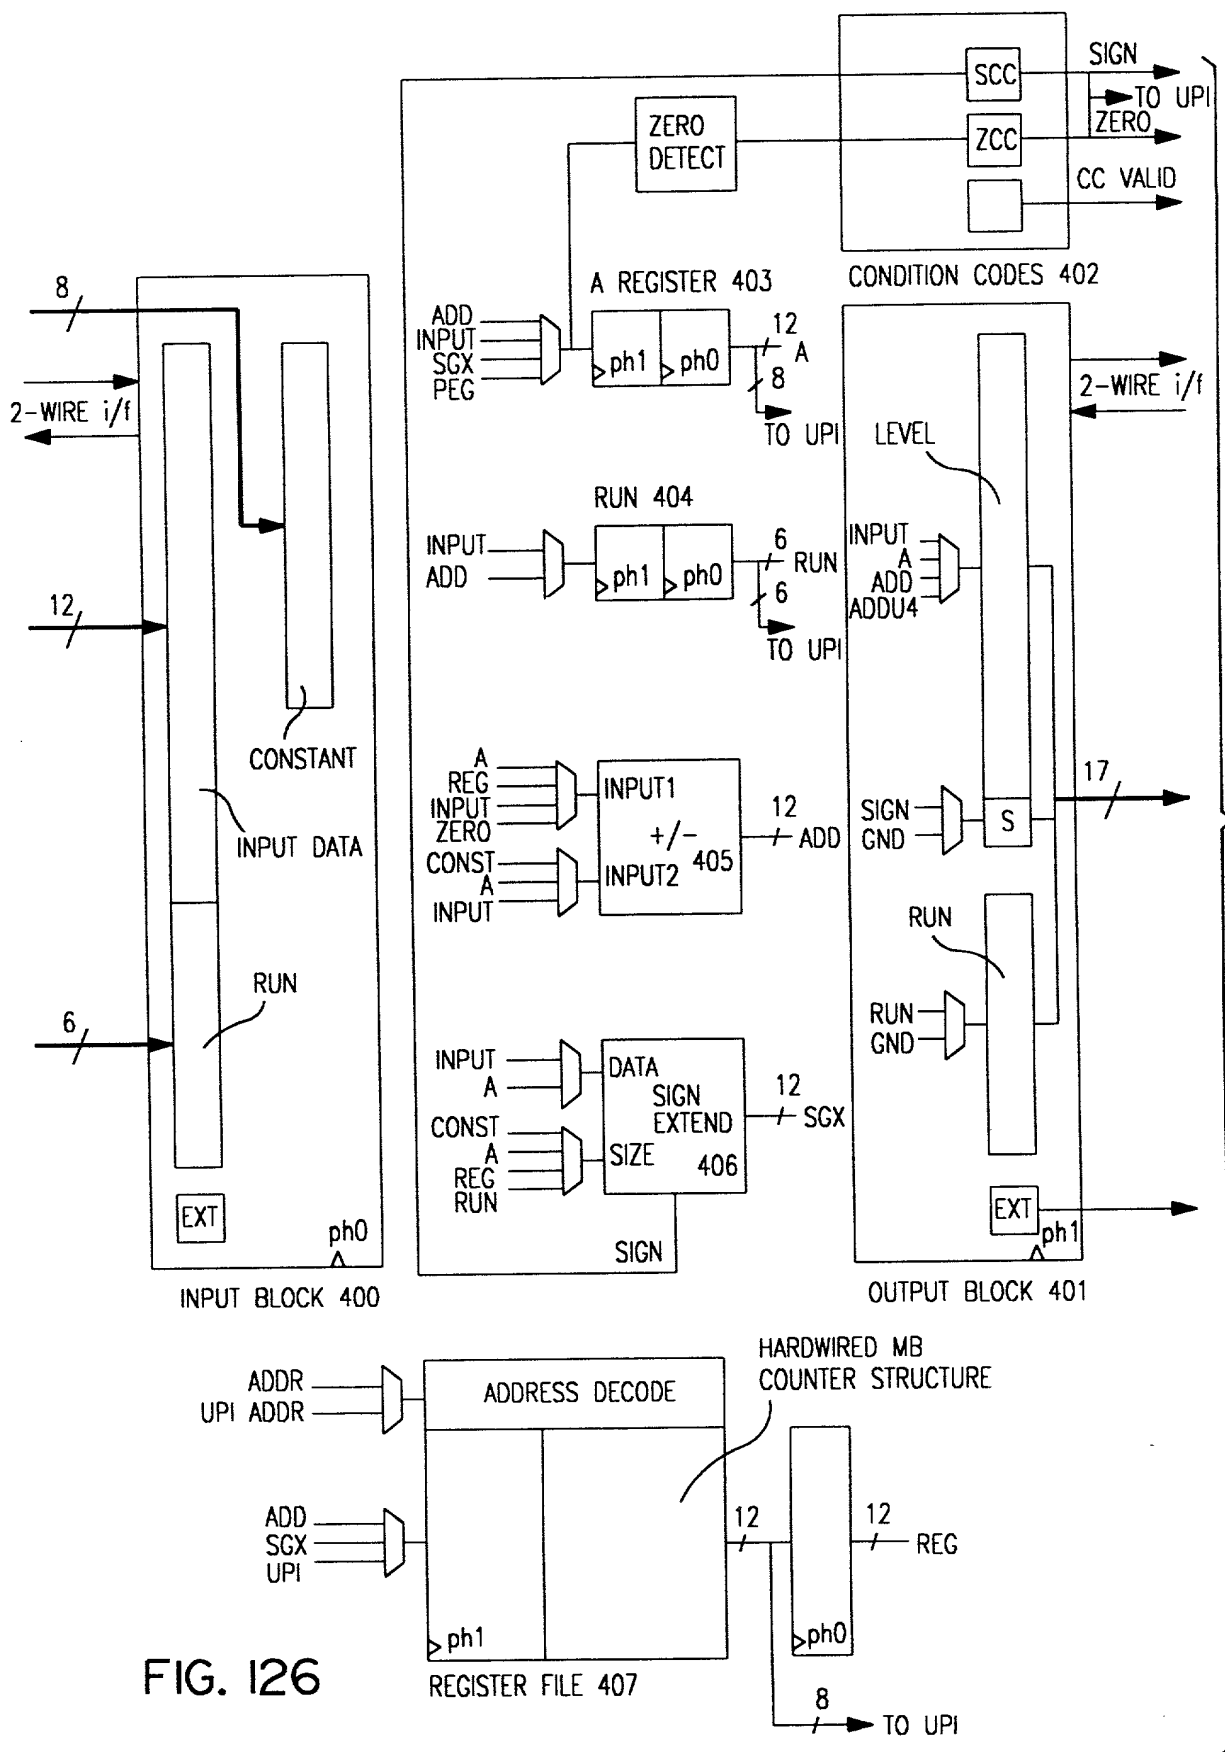 SCC
SIGN
TO UPI
ZERO
DETECT
ZCC
ZERO
CC VALID
CONDITION CODES 402
8
2-WIRE i/f
12
6
CONSTANT
INPUT DATA
RUN
EXT
ph0
INPUT BLOCK 400
A REGISTER 403
ADD
INPUT
SGX
PEG
ph1
ph0
12
A
8
TO UPI
RUN 404
INPUT
ADD
ph1
ph0
6
RUN
6
TO UPI
A
REG
INPUT
ZERO
INPUT1
+/-
405
CONST
A
INPUT
INPUT2
12
ADD
INPUT
A
DATA
SIGN
EXTEND
406
CONST
A
REG
RUN
SIZE
12
SGX
SIGN
2-WIRE i/f
LEVEL
INPUT
A
ADD
ADDU4
17
SIGN
GND
S
RUN
RUN
GND
EXT
ph1
OUTPUT BLOCK 401
HARDWIRED MB
COUNTER STRUCTURE
ADDR
UPI ADDR
ADDRESS DECODE
ADD
SGX
UPI
ph1
12
12
REG
ph0
REGISTER FILE 407
8
TO UPI
FIG. 126